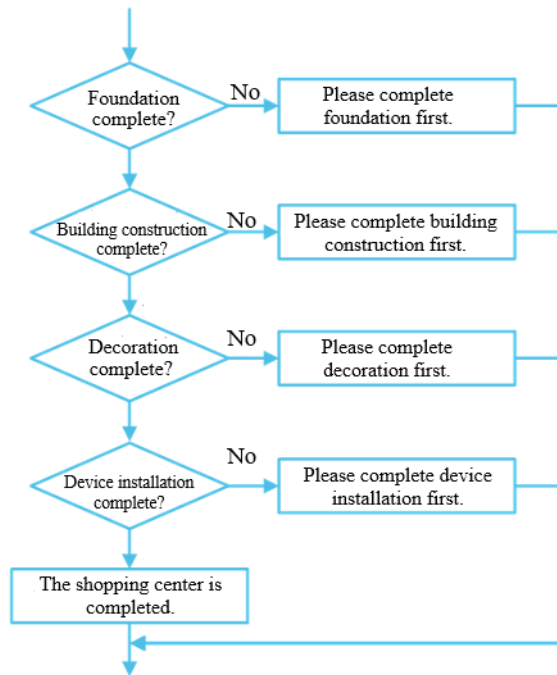 Foundation
complete?
No
Please complete
foundation first.
Building construction
complete?
No
Please complete building
construction first.
Decoration
complete?
No
Please complete
decoration first.
Device installation
complete?
No
Please complete device
installation first.
The shopping center is
completed.